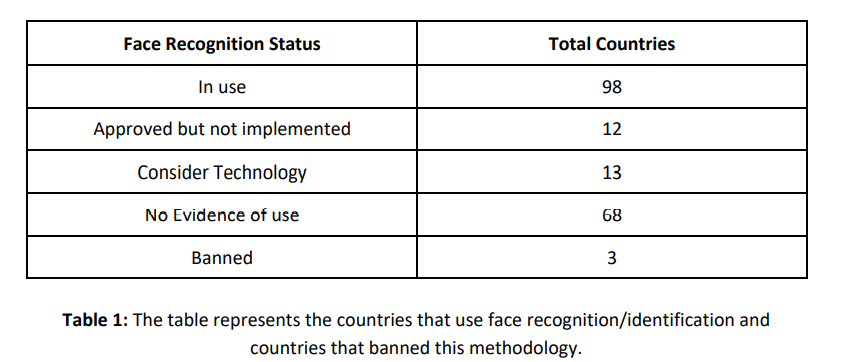 Face Recognition Status Total Countries
In use 98
Approved but not implemented 12
Consider Technology 13
No Evidence of use 68
Banned 3
Table 1: The table represents the countries that use face recognition/identification and
countries that banned this methodology.